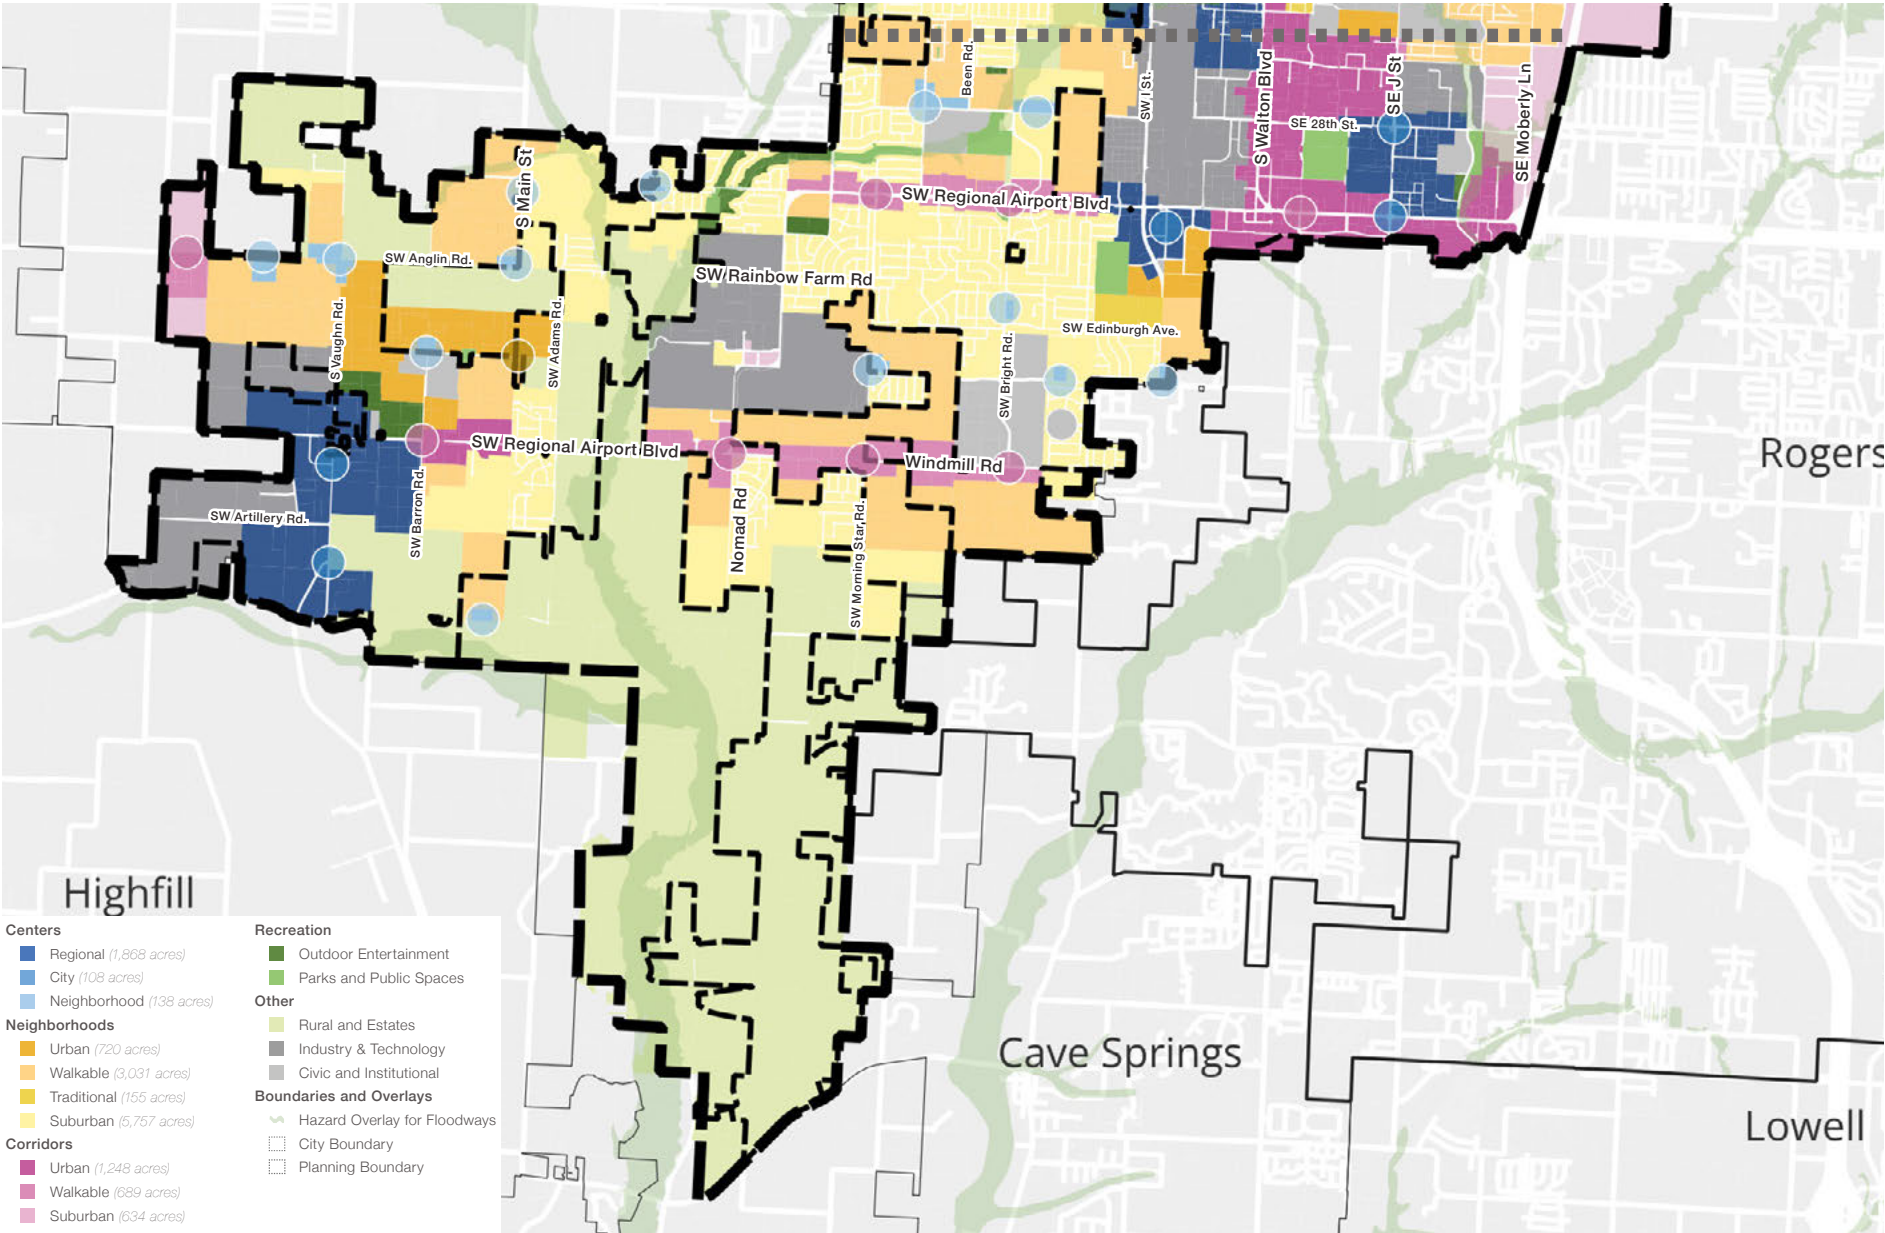 Been Rd.
SW I St.
S Walton Blvd
SE J St
SE 28th St.
SE Moberly Ln
S Main St
SW Regional Airport Blvd
SW Anglin Rd.
SW Rainbow Farm Rd
S Vaughn Rd.
SW Adams Rd.
SW Edinburgh Ave.
SW Bright Rd.
SW Regional Airport Blvd
Windmill Rd
Rogers
SW Barron Rd.
SW Artillery Rd.
Nomad Rd
SW Morning Star Rd.
Highfill
Cave Springs
Lowell
Centers
Regional (1,868 acres)
City (108 acres)
Neighborhood (138 acres)
Neighborhoods
Urban (720 acres)
Walkable (3,031 acres)
Traditional (155 acres)
Suburban (5,757 acres)
Corridors
Urban (1,248 acres)
Walkable (689 acres)
Suburban (634 acres)
Recreation
Outdoor Entertainment
Parks and Public Spaces
Other
Rural and Estates
Industry & Technology
Civic and Institutional
Boundaries and Overlays
Hazard Overlay for Floodways
City Boundary
Planning Boundary